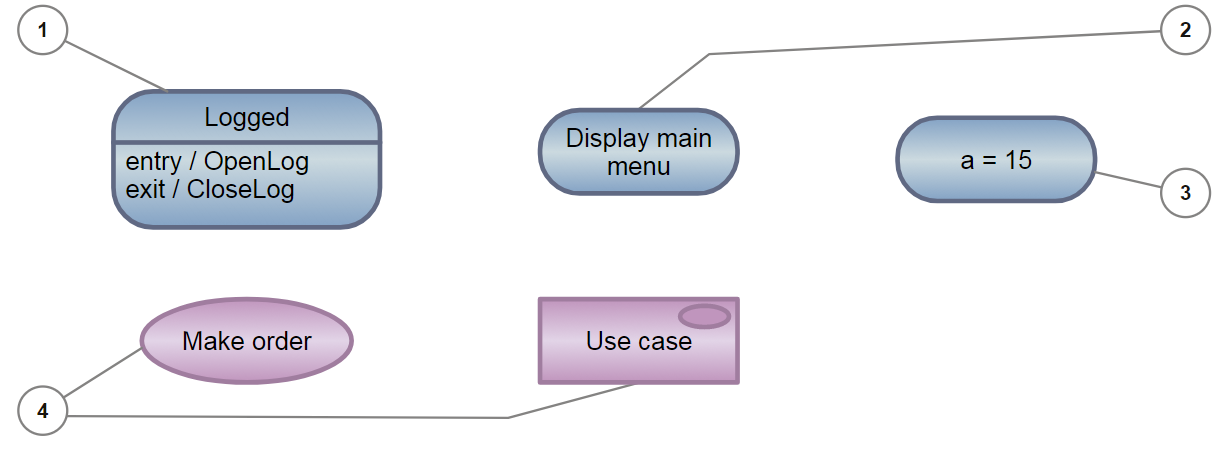 1
2
Logged
entry / OpenLog
exit / CloseLog
Display main
menu
a = 15
3
Make order
Use case
4